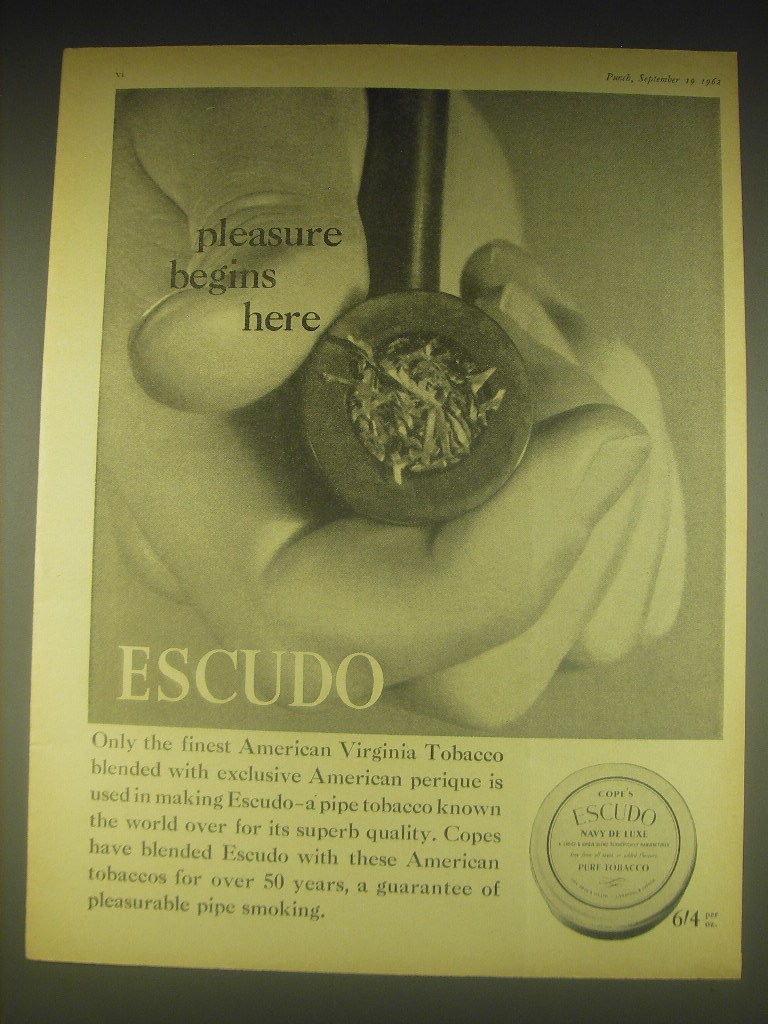 vi
Punch, September 19 1962
pleasure
begins
here
ESCUDO
Only the finest American Virginia Tobacco
blended with exclusive American perique is
used in making Escudo–a pipe tobacco known
the world over for its superb quality. Copes
have blended Escudo with these American
tobaccos for over 50 years, a guarantee of
pleasurable pipe smoking.
COPE'S
ESCUDO
NAVY DE LUXE
PURE TOBACCO
6/4 per
oz.